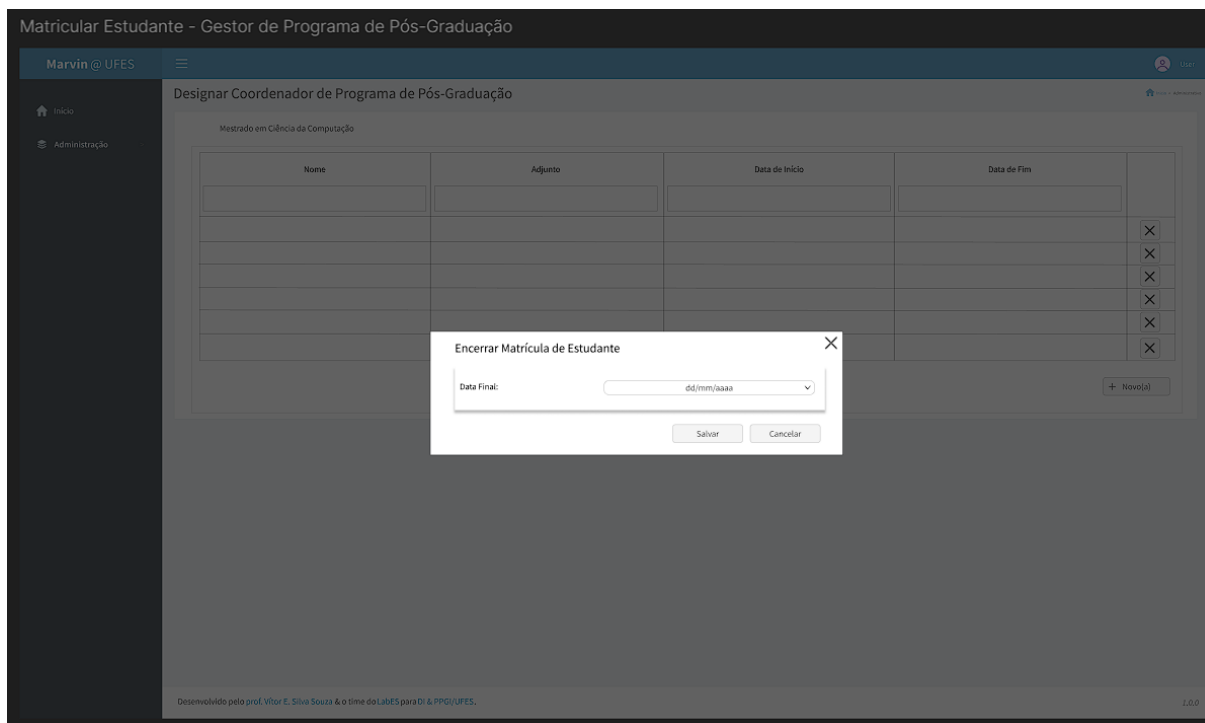 Matricular Estudante - Gestor de Programa de Pós-Graduação
Marvin @ UFES
User
Designar Coordenador de Programa de Pós-Graduação
Início
Mestrado em Ciência da Computação
Administração
Nome Adjunto Data de Início Data de Fim
Encerrar Matrícula de Estudante
Data Final: dd/mm/aaaa
+ Novo(a)
Salvar Cancelar
Desenvolvido pelo prof. Vítor E. Silva Souza & o time do LabES para DI & PPGI/UFES. 1.0.0